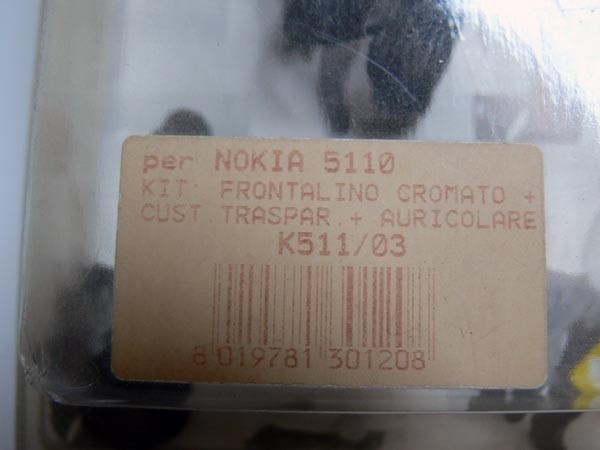 per NOKIA 5110
KIT: FRONTALINO CROMATO +
CUST.TRASPAR.+ AURICOLARE
K511/03
8 019781 301208